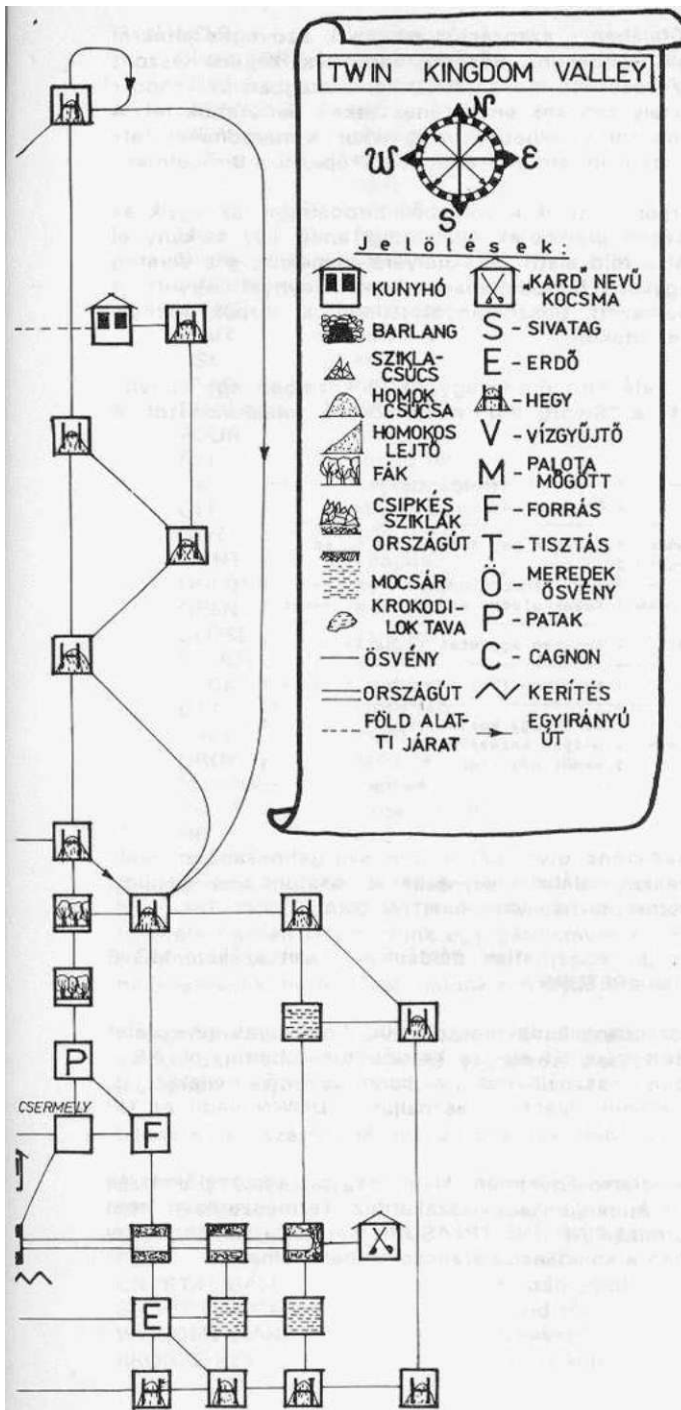 TWIN KINGDOM VALLEY
N
W
E
S
Jelölések
KUNYHÓ
BARLANG
SZIKLA-
CSÚCS
HOMOK
CSÚCSA
HOMOKOS
LEJTŐ
FÁK
CSIPKÉS
SZIKLÁK
ORSZÁGÚT
MOCSÁR
KROKODI-
LOK TAVA
ÖSVÉNY
ORSZÁGÚT
FÖLD ALAT-
TI JÁRAT
„KARD" NEVŰ
KOCSMA
S - SIVATAG
E - ERDŐ
HEGY
V - VÍZGYŰJTŐ
M - PALOTA
MÖGÖTT
F - FORRÁS
T - TISZTÁS
Ö - MEREDEK
ÖSVÉNY
P - PATAK
C - CAGNON
KERÍTÉS
EGYIRÁNYÚ
ÚT
P
CSERMELY
F
E